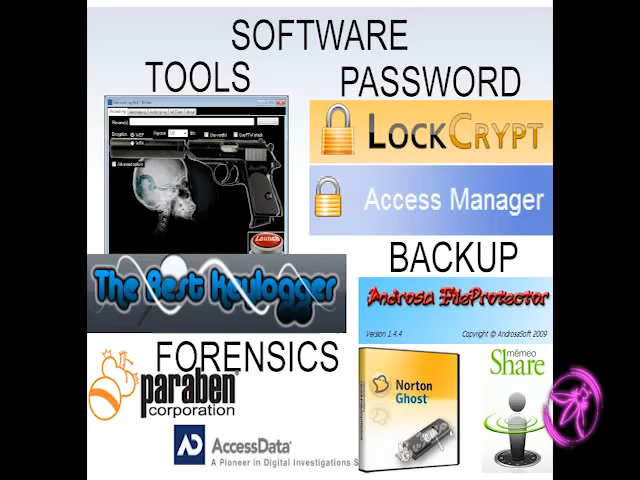 SOFTWARE
TOOLS
PASSWORD
LOCKCRYPT
Access Manager
Launch
The Best Keylogger
BACKUP
Androsa FileProtector
Version 1.4.4
Copyright © AndrosaSoft 2009
FORENSICS
paraben
corporation
AccessData
A Pioneer in Digital Investigations S
Norton
Ghost
mémeo
Share